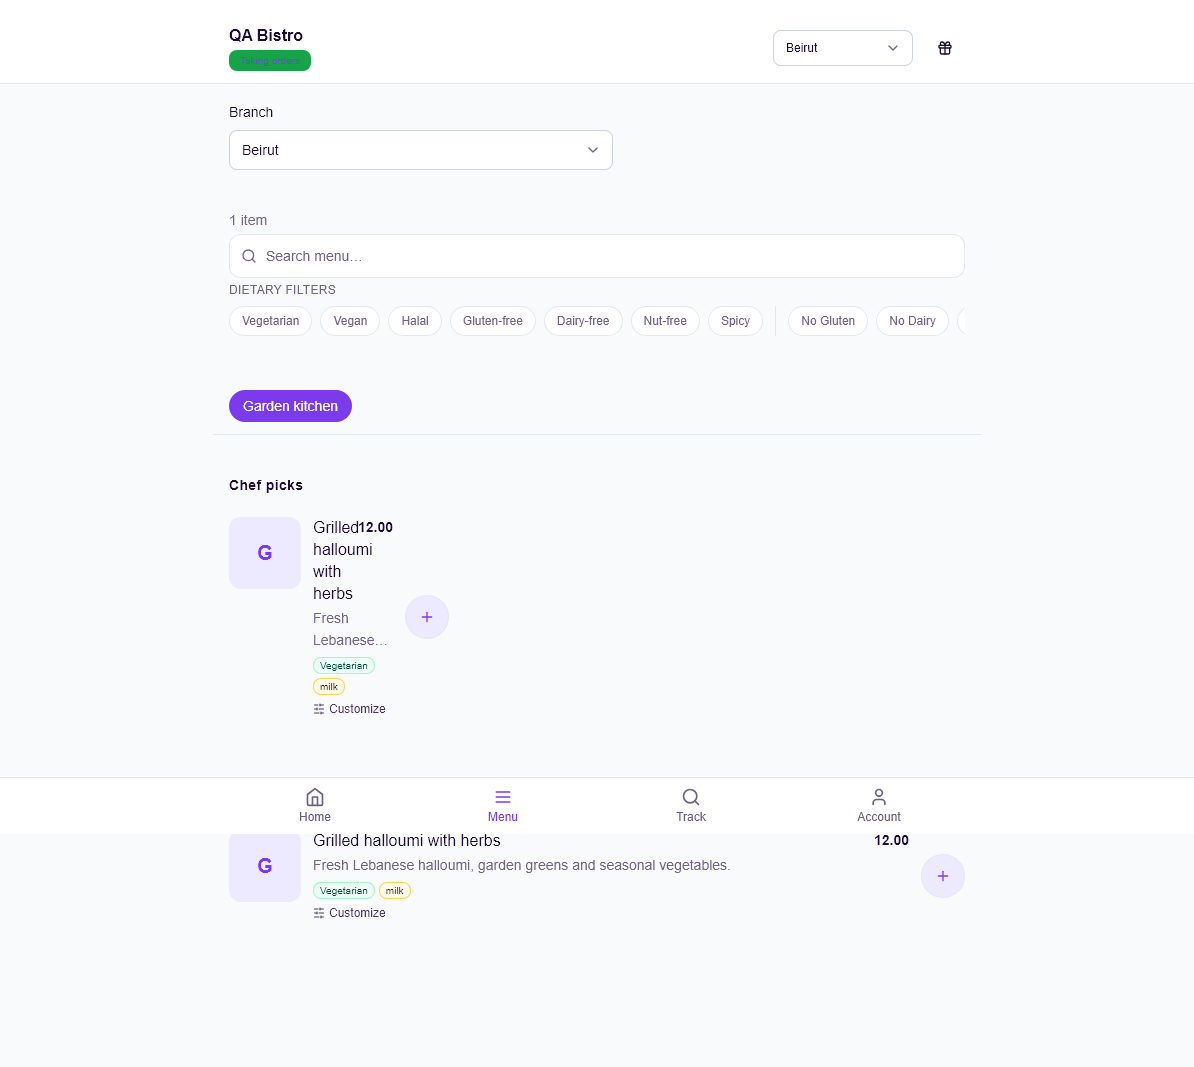 QA Bistro
Taking orders
Beirut
Branch
Beirut
1 item
Search menu…
DIETARY FILTERS
Vegetarian Vegan Halal Gluten-free Dairy-free Nut-free Spicy No Gluten No Dairy
Garden kitchen
Chef picks
G
Grilled 12.00
halloumi
with
herbs
Fresh
Lebanese…
Vegetarian
milk
Customize
Home Menu Track Account
G
Grilled halloumi with herbs 12.00
Fresh Lebanese halloumi, garden greens and seasonal vegetables.
Vegetarian milk
Customize